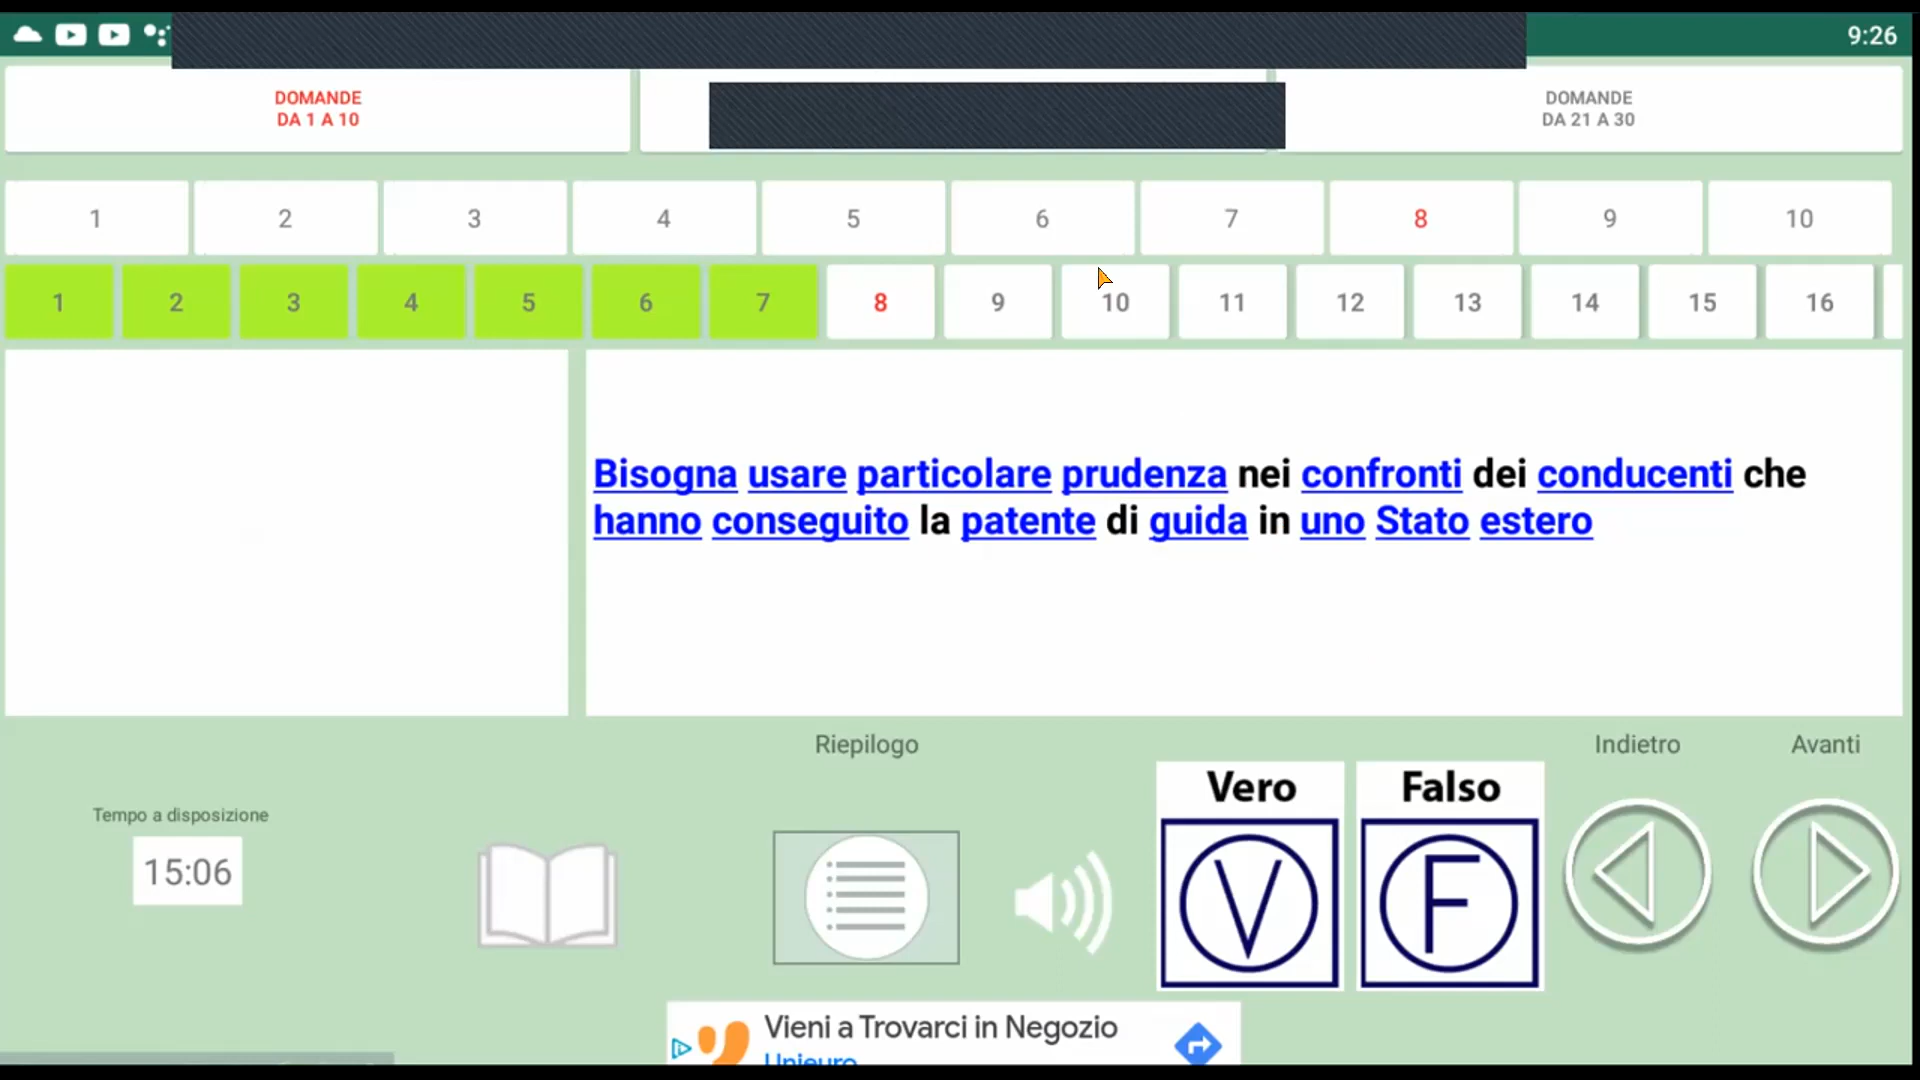 9:26
DOMANDE
DA 1 A 10
DOMANDE
DA 21 A 30
1 2 3 4 5 6 7 8 9 10
1 2 3 4 5 6 7 8 9 10 11 12 13 14 15 16
Bisogna usare particolare prudenza nei confronti dei conducenti che
hanno conseguito la patente di guida in uno Stato estero
Riepilogo
Indietro
Avanti
Tempo a disposizione
15:06
Vero
Falso
V
F
Vieni a Trovarci in Negozio
Unieuro